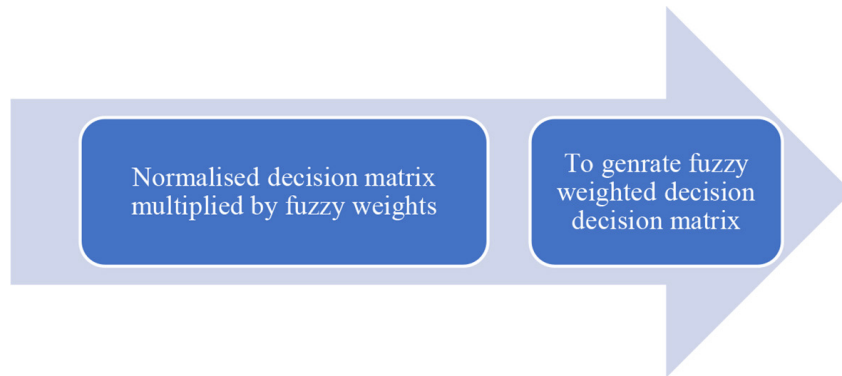 Normalised decision matrix
multiplied by fuzzy weights
To genrate fuzzy
weighted decision
decision matrix